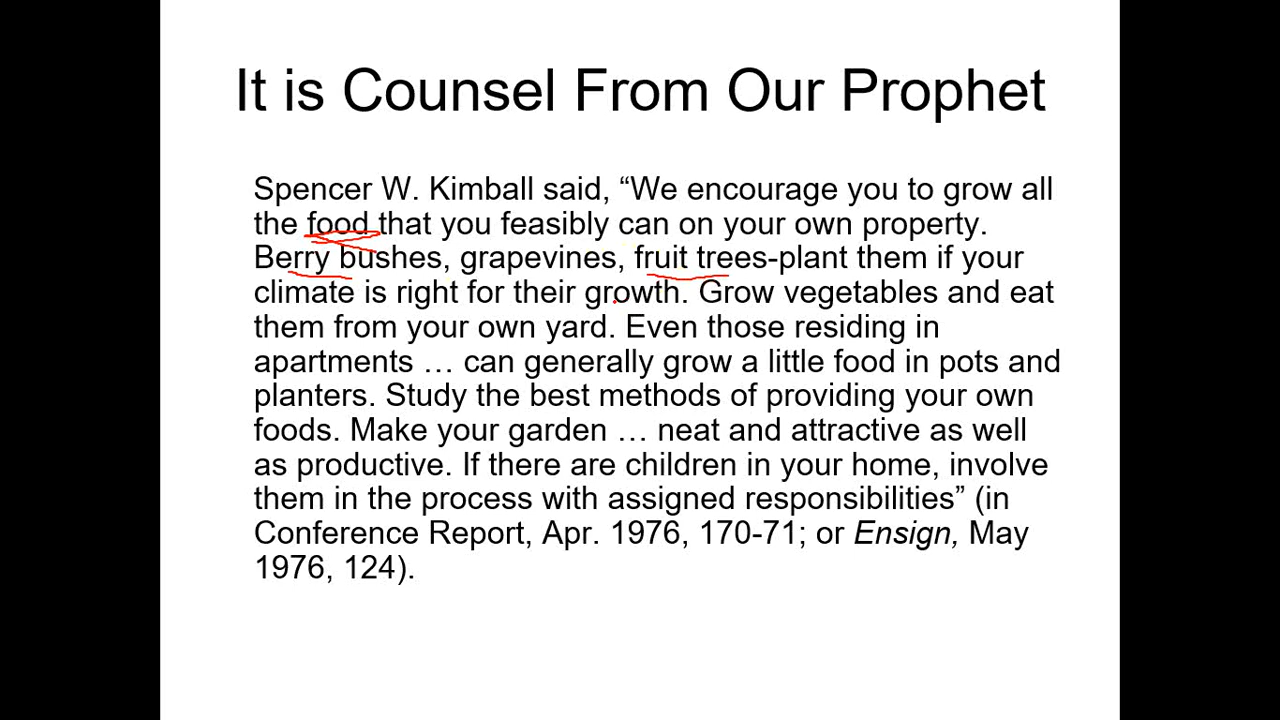 It is Counsel From Our Prophet
Spencer W. Kimball said, “We encourage you to grow all
the food that you feasibly can on your own property.
Berry bushes, grapevines, fruit trees-plant them if your
climate is right for their growth. Grow vegetables and eat
them from your own yard. Even those residing in
apartments … can generally grow a little food in pots and
planters. Study the best methods of providing your own
foods. Make your garden … neat and attractive as well
as productive. If there are children in your home, involve
them in the process with assigned responsibilities” (in
Conference Report, Apr. 1976, 170-71; or Ensign, May
1976, 124).